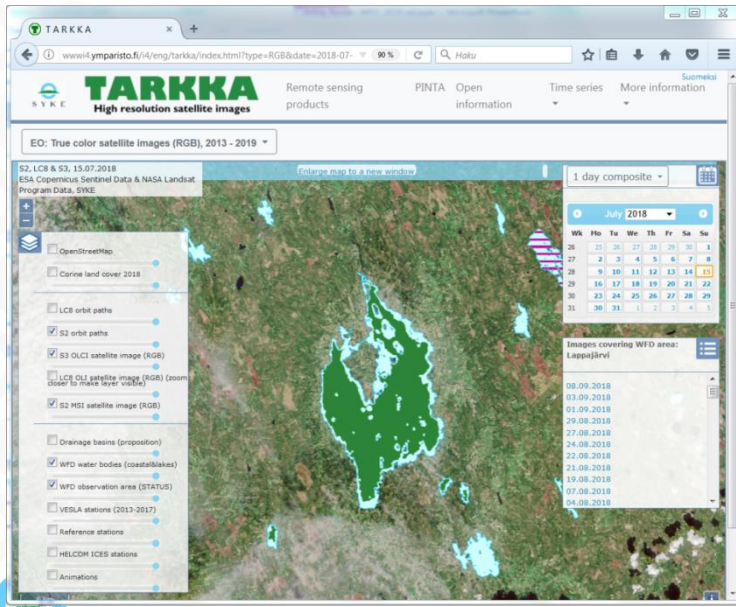 TARKKA
wwwi4.ymparisto.fi/i4/eng/tarkka/index.html?type=RGB&date=2018-07-
90 %
Haku
SYKE
TARKKA
High resolution satellite images
Remote sensing products
PINTA
Open information
Time series
More information
Suomeksi
EO: True color satellite images (RGB), 2013 - 2019
S2, LC8 & S3, 15.07.2018
ESA Copernicus Sentinel Data & NASA Landsat
Program Data, SYKE
Enlarge map to a new window
1 day composite
July 2018
Wk Mo Tu We Th Fr Sa Su
26 25 26 27 28 29 30 1
27 2 3 4 5 6 7 8
28 9 10 11 12 13 14 15
29 16 17 18 19 20 21 22
30 23 24 25 26 27 28 29
31 30 31 1 2 3 4 5
OpenStreetMap
Corine land cover 2018
LC8 orbit paths
S2 orbit paths
S3 OLCI satellite image (RGB)
LC8 OLI satellite image (RGB) (zoom
closer to make layer visible)
S2 MSI satellite image (RGB)
Drainage basins (proposition)
WFD water bodies (coastal&lakes)
WFD observation area (STATUS)
VESLA stations (2013-2017)
Reference stations
HELCOM ICES stations
Animations
Images covering WFD area:
Lappajärvi
08.09.2018
03.09.2018
01.09.2018
29.08.2018
27.08.2018
24.08.2018
22.08.2018
21.08.2018
19.08.2018
07.08.2018
04.08.2018